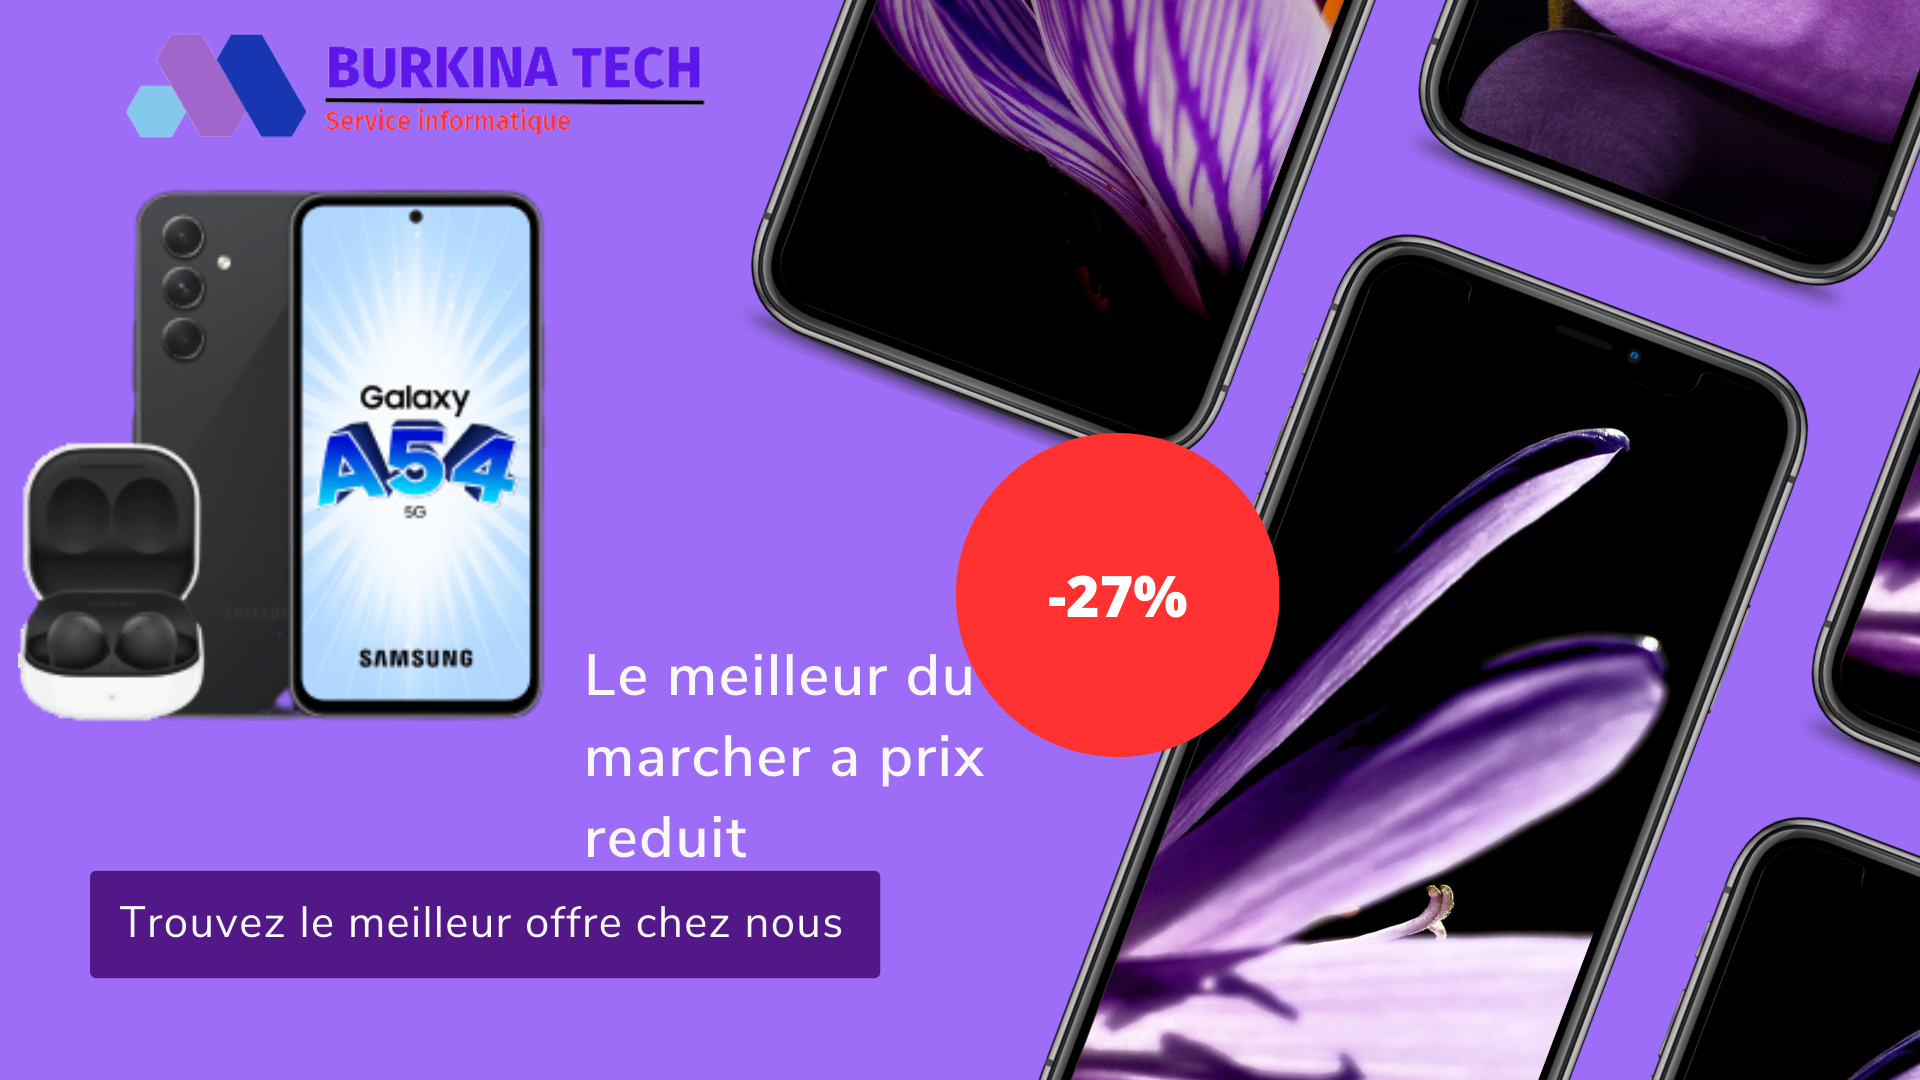 BURKINA TECH
Service informatique
Galaxy
A54
5G
SAMSUNG
SAMSUNG
-27%
Le meilleur du
marcher a prix
reduit
Trouvez le meilleur offre chez nous